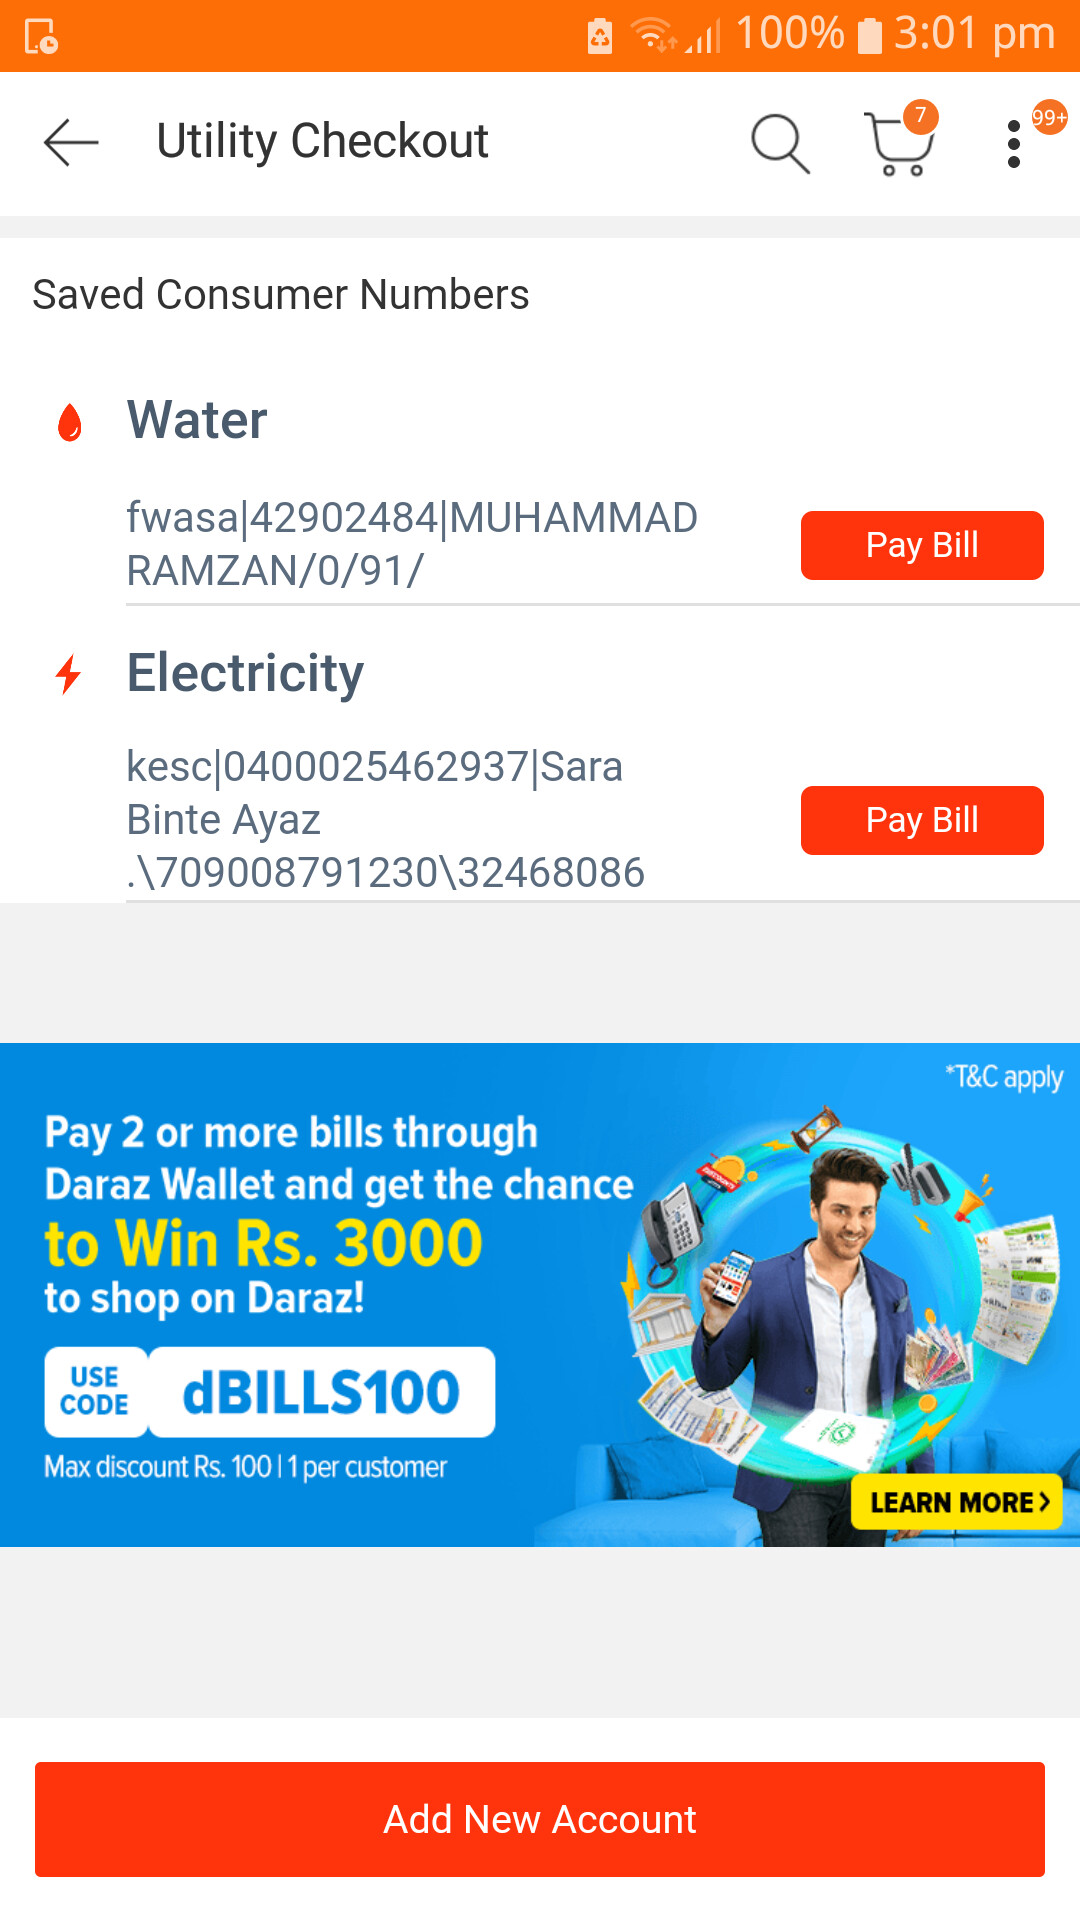 100% 3:01 pm
Utility Checkout
7
99+
Saved Consumer Numbers
Water
fwasa|42902484|MUHAMMAD
RAMZAN/0/91/
Pay Bill
Electricity
kesc|0400025462937|Sara
Binte Ayaz
.\709008791230\32468086
Pay Bill
*T&C apply
Pay 2 or more bills through
Daraz Wallet and get the chance
to Win Rs. 3000
to shop on Daraz!
USE
CODE
dBILLS100
Max discount Rs. 100 | 1 per customer
LEARN MORE >
Add New Account